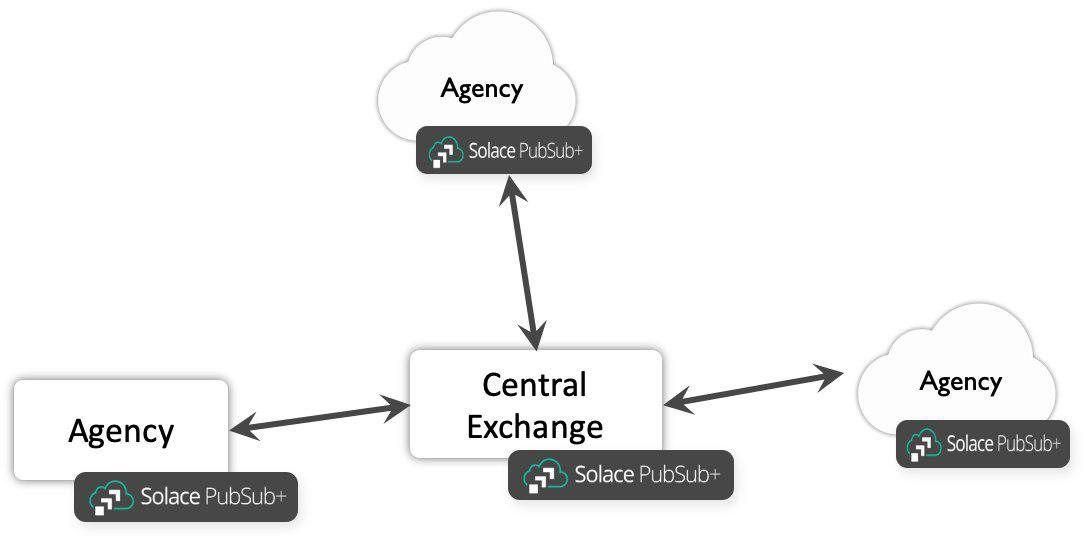 Agency
Solace PubSub+
Central
Exchange
Solace PubSub+
Agency
Solace PubSub+
Agency
Solace PubSub+